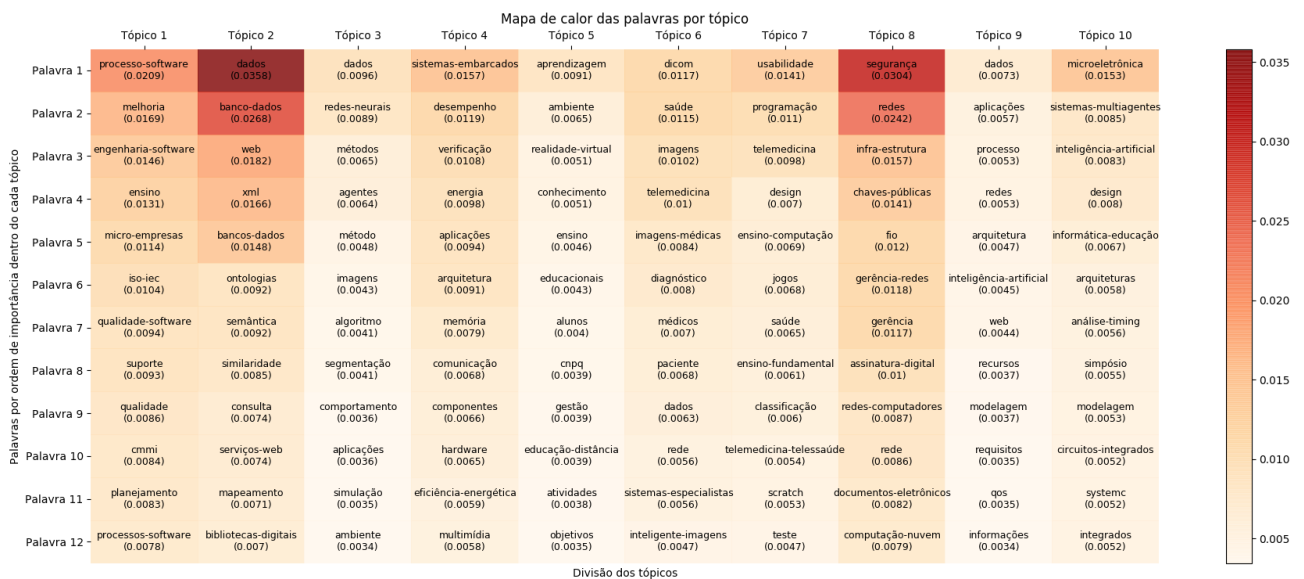 Mapa de calor das palavras por tópico
Tópico 1 Tópico 2 Tópico 3 Tópico 4 Tópico 5 Tópico 6 Tópico 7 Tópico 8 Tópico 9 Tópico 10
Palavras por ordem de importância dentro do cada tópico
Palavra 1 processo-software dados dados sistemas-embarcados aprendizagem dicom usabilidade segurança dados microeletrônica
(0.0209) (0.0358) (0.0096) (0.0157) (0.0091) (0.0117) (0.0141) (0.0304) (0.0073) (0.0153)
Palavra 2 melhoria banco-dados redes-neurais desempenho ambiente saúde programação redes aplicações sistemas-multiagentes
(0.0169) (0.0268) (0.0089) (0.0119) (0.0065) (0.0115) (0.011) (0.0242) (0.0057) (0.0085)
Palavra 3 engenharia-software web métodos verificação realidade-virtual imagens telemedicina infra-estrutura processo inteligência-artificial
(0.0146) (0.0182) (0.0065) (0.0108) (0.0051) (0.0102) (0.0098) (0.0157) (0.0053) (0.0083)
Palavra 4 ensino xml agentes energia conhecimento telemedicina design chaves-públicas redes design
(0.0131) (0.0166) (0.0064) (0.0098) (0.0051) (0.01) (0.007) (0.0141) (0.0053) (0.008)
Palavra 5 micro-empresas bancos-dados método aplicações ensino imagens-médicas ensino-computação fio arquitetura informática-educação
(0.0114) (0.0148) (0.0048) (0.0094) (0.0046) (0.0084) (0.0069) (0.012) (0.0047) (0.0067)
Palavra 6 iso-iec ontologias imagens arquitetura educacionais diagnóstico jogos gerência-redes inteligência-artificial arquiteturas
(0.0104) (0.0092) (0.0043) (0.0091) (0.0043) (0.008) (0.0068) (0.0118) (0.0045) (0.0058)
Palavra 7 qualidade-software semântica algoritmo memória alunos médicos saúde gerência web análise-timing
(0.0094) (0.0092) (0.0041) (0.0079) (0.004) (0.007) (0.0065) (0.0117) (0.0044) (0.0056)
Palavra 8 suporte similaridade segmentação comunicação cnpq paciente ensino-fundamental assinatura-digital recursos simpósio
(0.0093) (0.0085) (0.0041) (0.0068) (0.0039) (0.0068) (0.0061) (0.01) (0.0037) (0.0055)
Palavra 9 qualidade consulta comportamento componentes gestão dados classificação redes-computadores modelagem modelagem
(0.0086) (0.0074) (0.0036) (0.0066) (0.0039) (0.0063) (0.006) (0.0087) (0.0037) (0.0053)
Palavra 10 cmmi serviços-web aplicações hardware educação-distância rede telemedicina-telessaúde rede requisitos circuitos-integrados
(0.0084) (0.0074) (0.0036) (0.0065) (0.0039) (0.0056) (0.0054) (0.0086) (0.0035) (0.0052)
Palavra 11 planejamento mapeamento simulação eficiência-energética atividades sistemas-especialistas scratch documentos-eletrônicos qos systemc
(0.0083) (0.0071) (0.0035) (0.0059) (0.0038) (0.0056) (0.0053) (0.0082) (0.0035) (0.0052)
Palavra 12 processos-software bibliotecas-digitais ambiente multimídia objetivos inteligente-imagens teste computação-nuvem informações integrados
(0.0078) (0.007) (0.0034) (0.0058) (0.0035) (0.0047) (0.0047) (0.0079) (0.0034) (0.0052)
Divisão dos tópicos
0.035
0.030
0.025
0.020
0.015
0.010
0.005